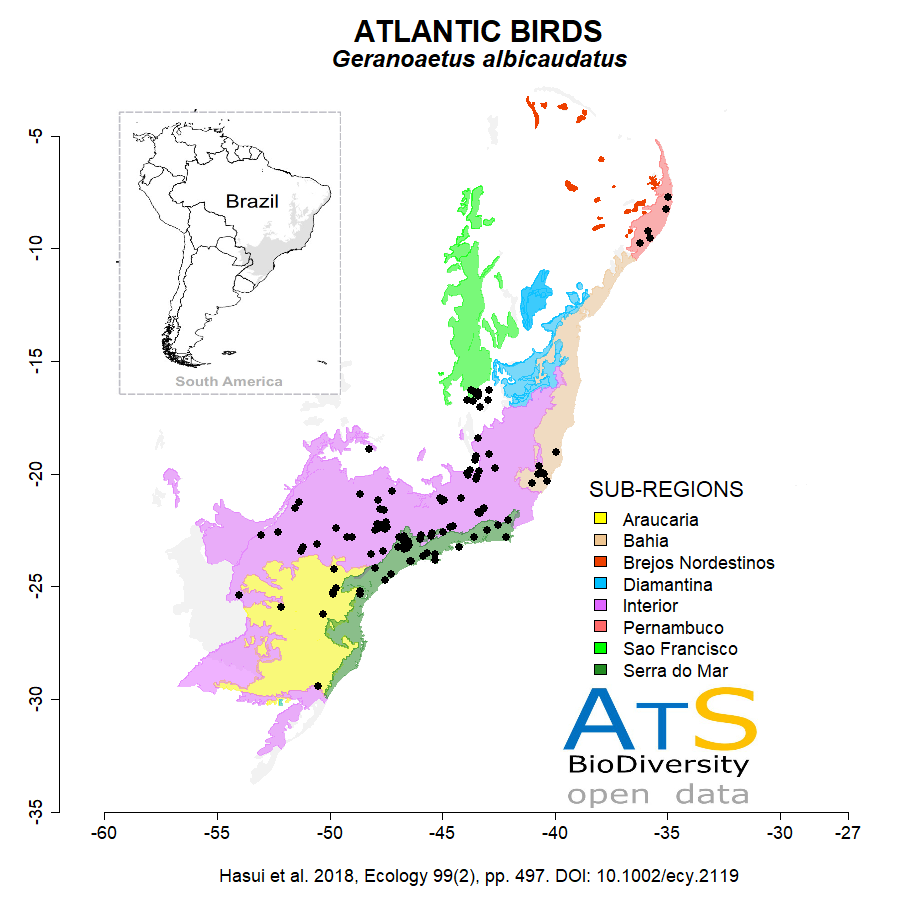 ATLANTIC BIRDS
Geranoaetus albicaudatus
Brazil
South America
-5
-10
-15
-20
-25
-30
-35
-60
-55
-50
-45
-40
-35
-30
-27
SUB-REGIONS
Araucaria
Bahia
Brejos Nordestinos
Diamantina
Interior
Pernambuco
Sao Francisco
Serra do Mar
ATS
BioDiversity
open data
Hasui et al. 2018, Ecology 99(2), pp. 497. DOI: 10.1002/ecy.2119